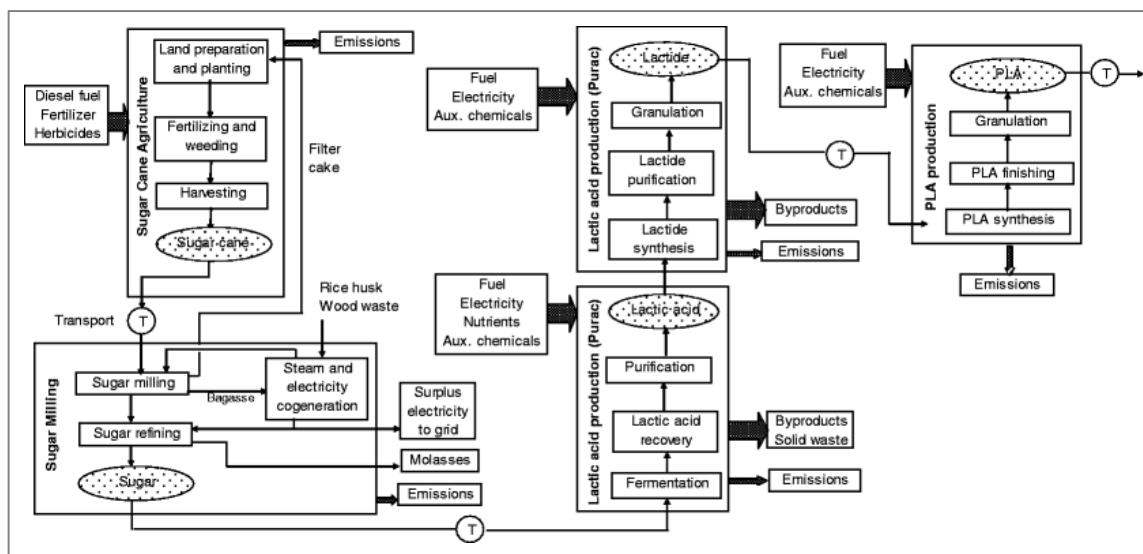 Land preparation
and planting
Emissions
Diesel fuel
Fertilizer
Herbicides
Fertilizing and
weeding
Harvesting
Sugar cane
Sugar Cane Agriculture
Filter
cake
Transport
T
Rice husk
Wood waste
Sugar Milling
Sugar milling
Bagasse
Steam and
electricity
cogeneration
Surplus
electricity
to grid
Sugar refining
Molasses
Sugar
Emissions
T
Fuel
Electricity
Aux. chemicals
Lactic acid production (Purac)
Lactide
Granulation
Lactide
purification
Lactide
synthesis
Byproducts
Emissions
T
Fuel
Electricity
Nutrients
Aux. chemicals
Lactic acid production (Purac)
Lactic acid
Purification
Lactic acid
recovery
Fermentation
Byproducts
Solid waste
Emissions
Fuel
Electricity
Aux. chemicals
PLA production
PLA
T
Granulation
PLA finishing
PLA synthesis
Emissions